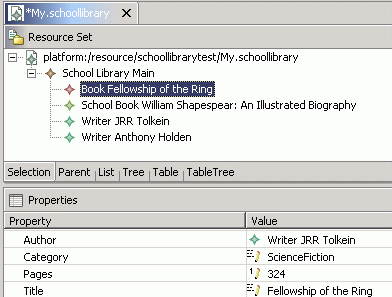 *My.schoollibrary
Resource Set
platform:/resource/schoollibrarytest/My.schoollibrary
School Library Main
Book Fellowship of the Ring
School Book William Shapespear: An Illustrated Biography
Writer JRR Tolkein
Writer Anthony Holden
Selection Parent List Tree Table TableTree
Properties
Property Value
Author Writer JRR Tolkein
Category ScienceFiction
Pages 324
Title Fellowship of the Ring